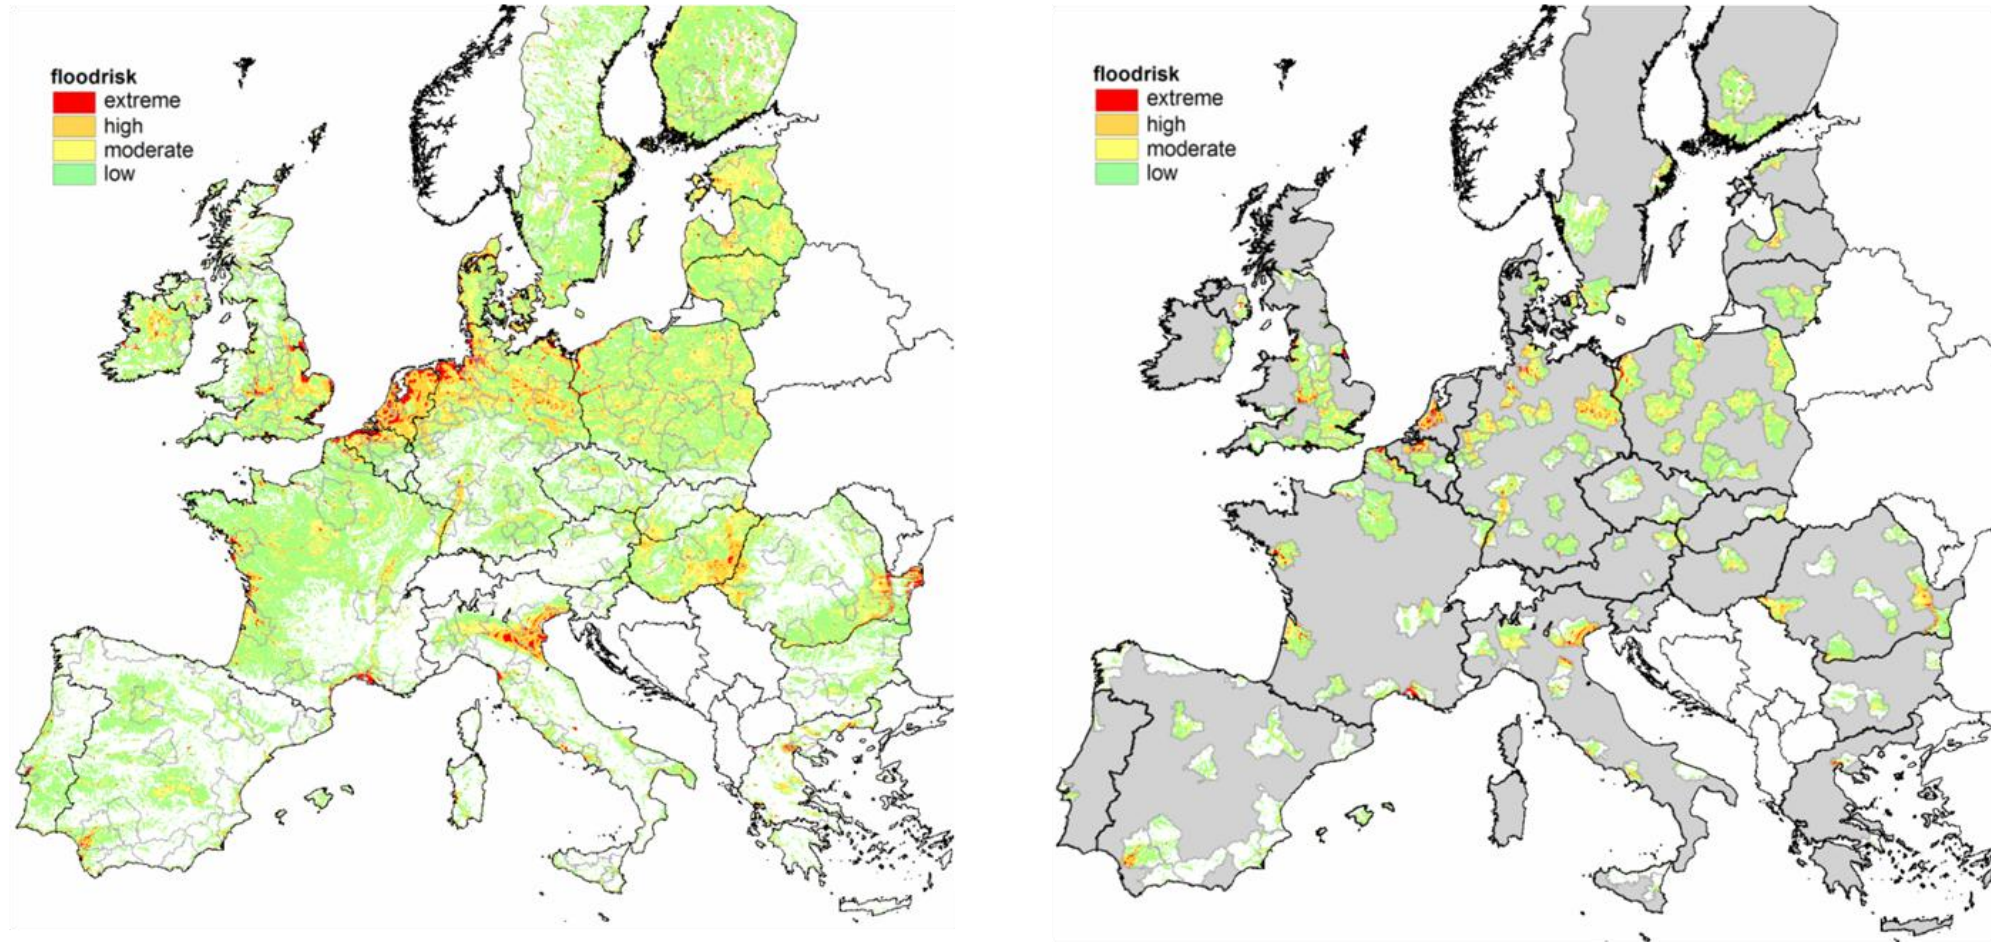 floodrisk
extreme
high
moderate
low
floodrisk
extreme
high
moderate
low